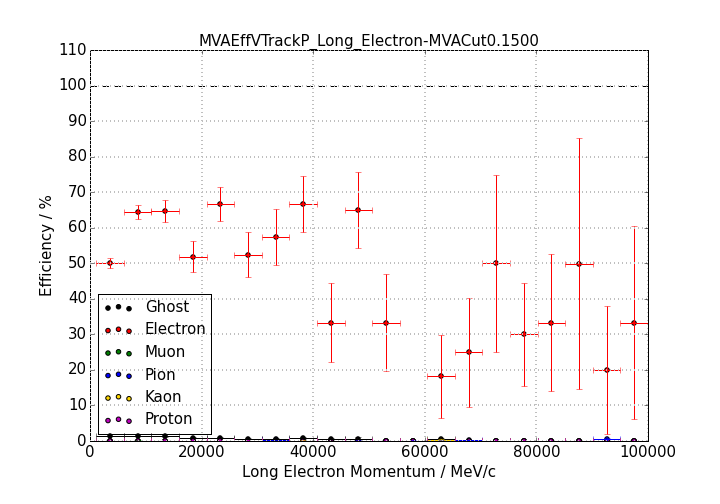 MVAEffVTrackP_Long_Electron-MVACut0.1500
110
100
90
80
70
60
50
40
30
20
10
0
Efficiency / %
Ghost
Electron
Muon
Pion
Kaon
Proton
0 20000 40000 60000 80000 100000
Long Electron Momentum / MeV/c